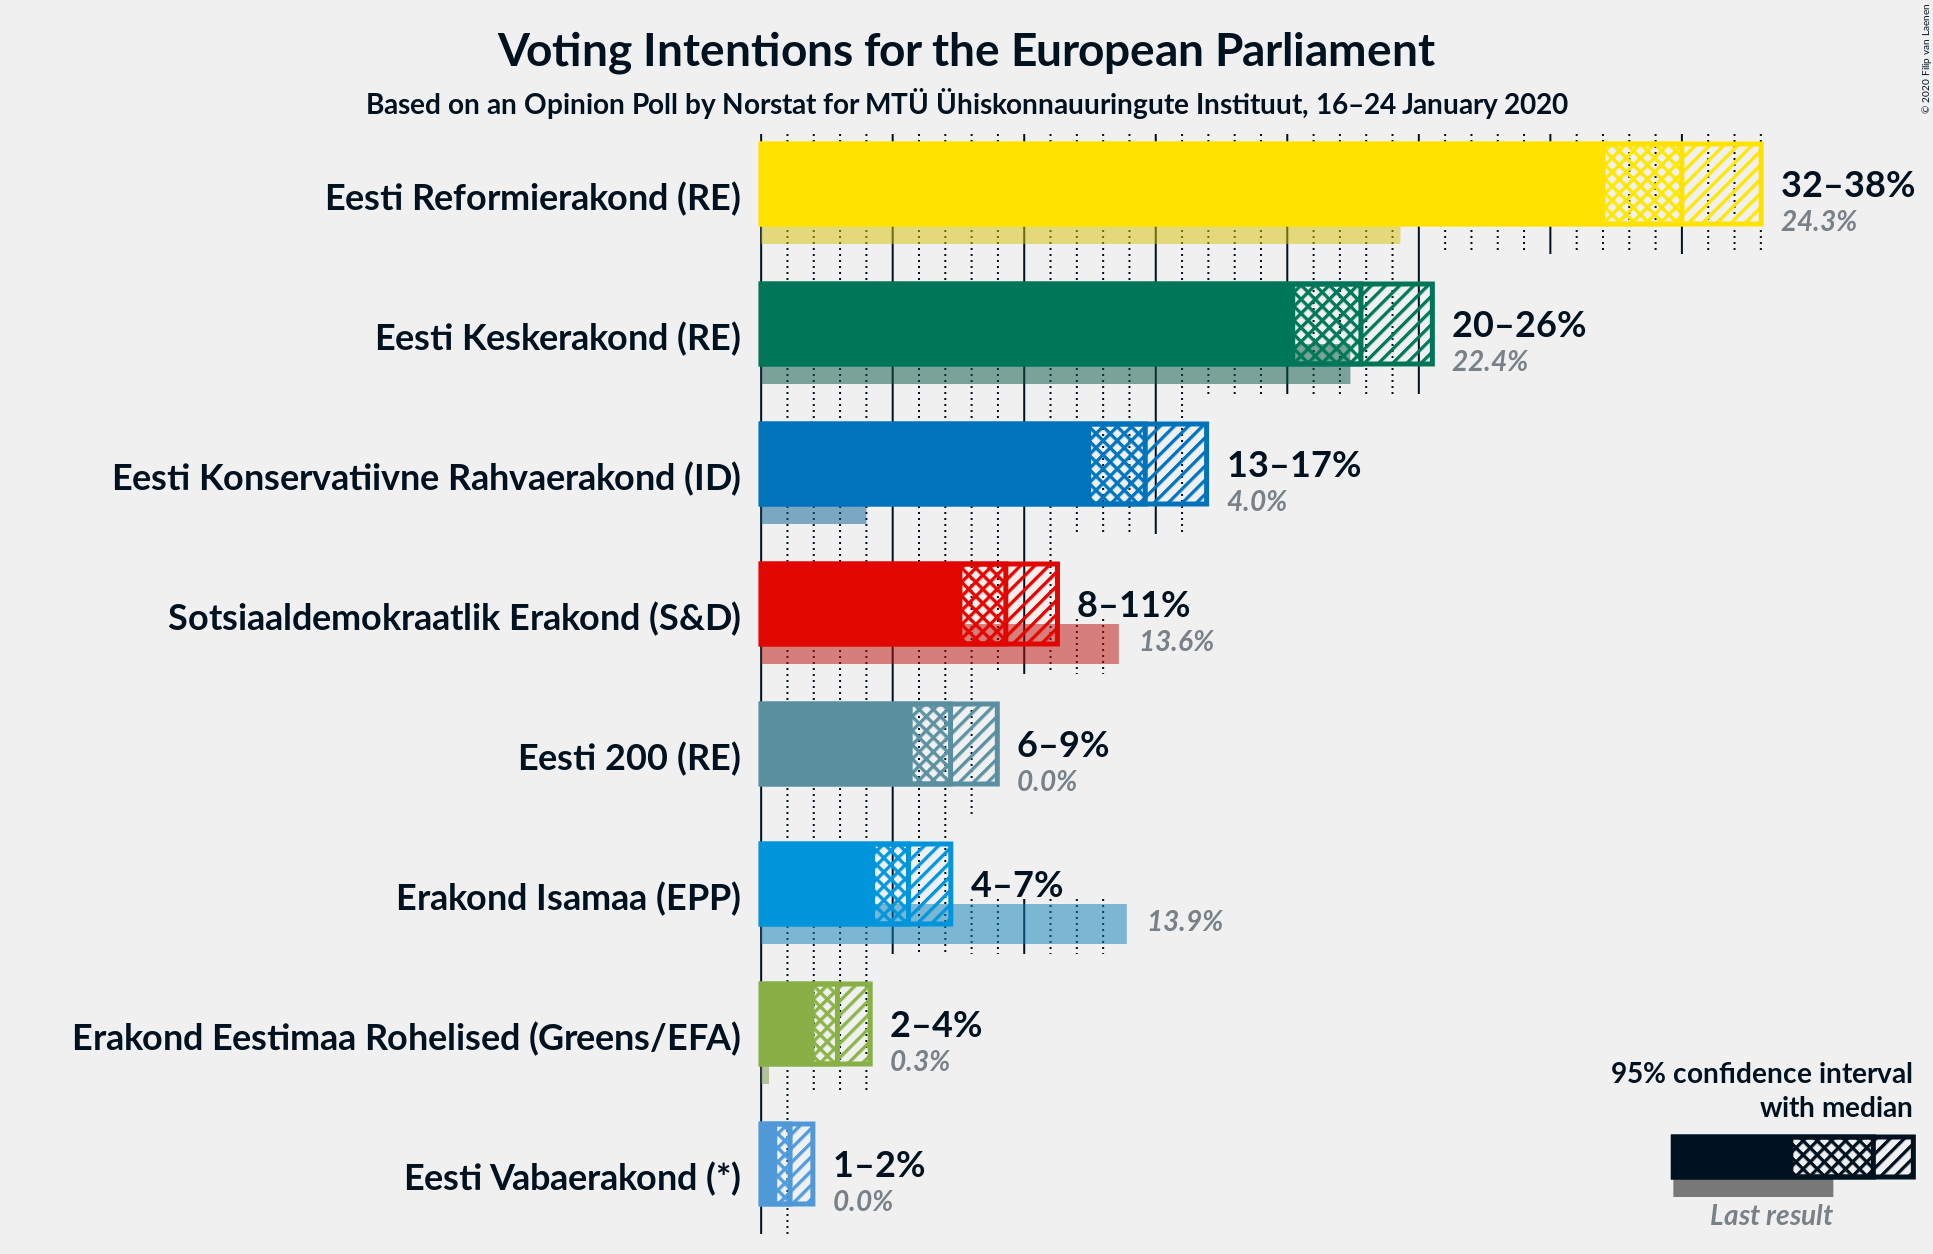 Voting Intentions for the European Parliament
Based on an Opinion Poll by Norstat for MTÜ Ühiskonnauuringute Instituut, 16–24 January 2020
© 2020 Filip van Laenen
Eesti Reformierakond (RE)
32–38%
24.3%
Eesti Keskerakond (RE)
20–26%
22.4%
Eesti Konservatiivne Rahvaerakond (ID)
13–17%
4.0%
Sotsiaaldemokraatlik Erakond (S&D)
8–11%
13.6%
Eesti 200 (RE)
6–9%
0.0%
Erakond Isamaa (EPP)
4–7%
13.9%
Erakond Eestimaa Rohelised (Greens/EFA)
2–4%
0.3%
Eesti Vabaerakond (*)
1–2%
0.0%
95% confidence interval
with median
Last result